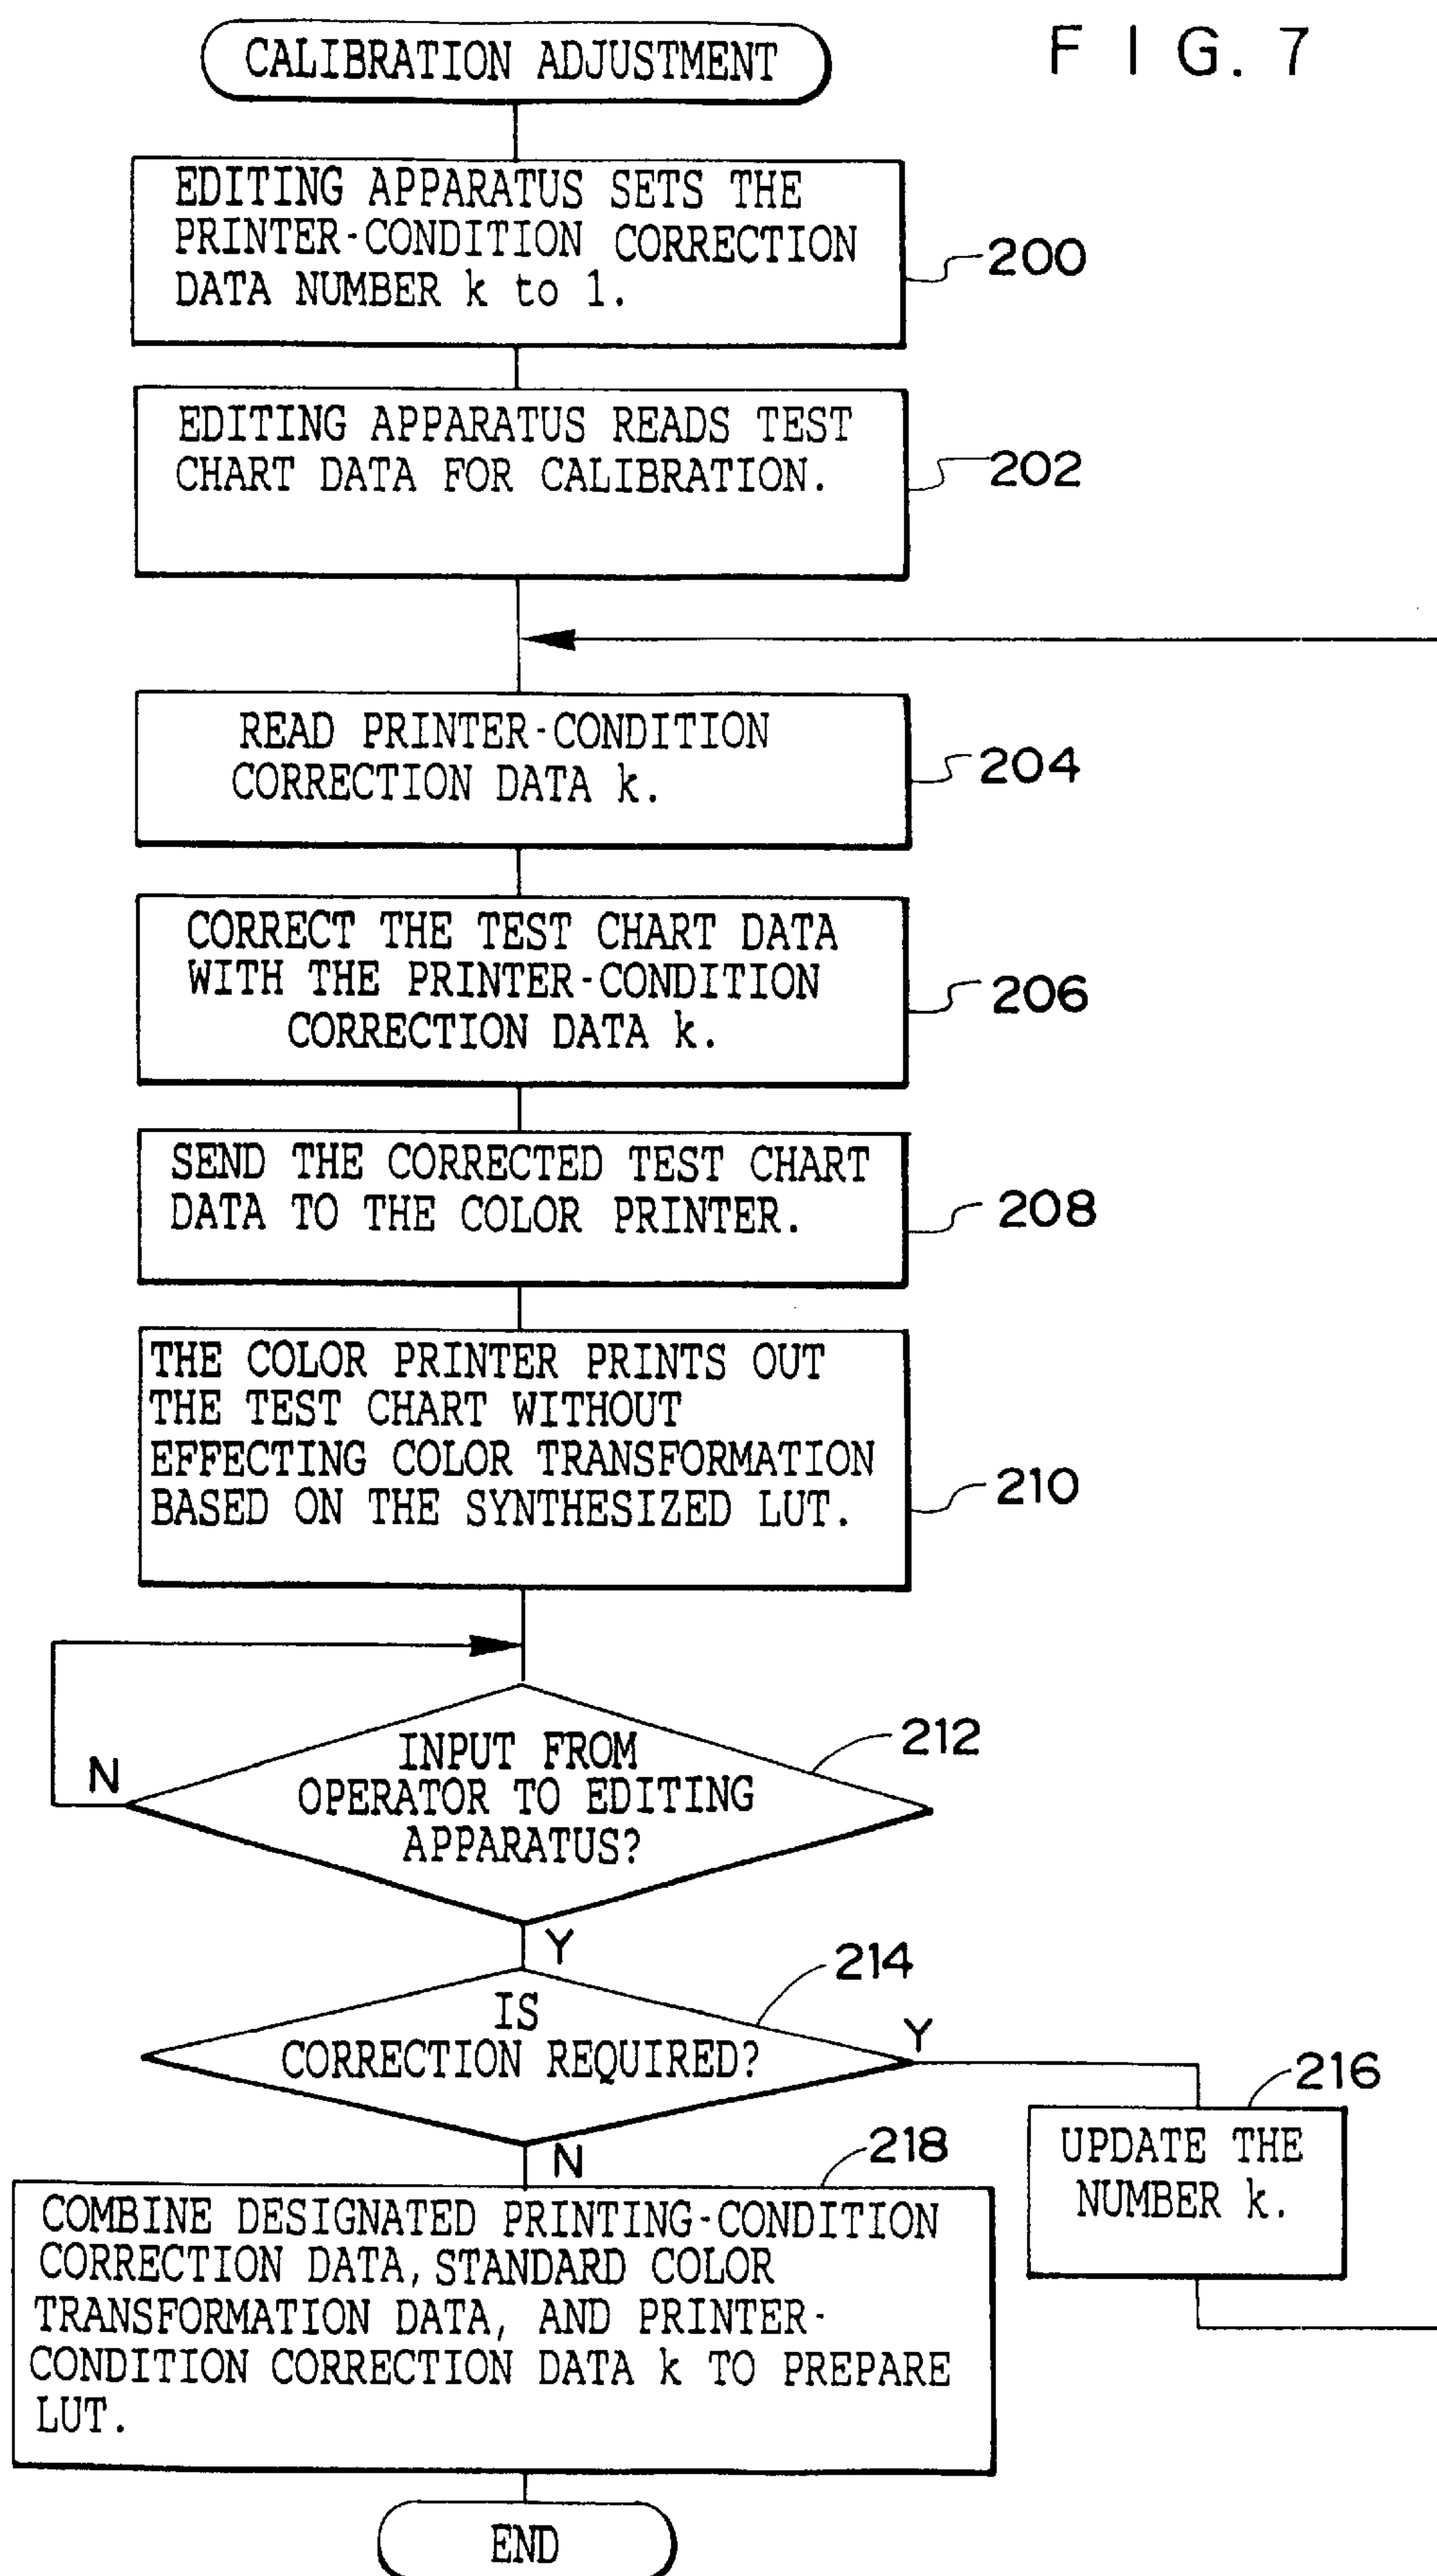 FIG. 7
CALIBRATION ADJUSTMENT
EDITING APPARATUS SETS THE
PRINTER-CONDITION CORRECTION
DATA NUMBER k to 1.
200
EDITING APPARATUS READS TEST
CHART DATA FOR CALIBRATION.
202
READ PRINTER-CONDITION
CORRECTION DATA k.
204
CORRECT THE TEST CHART DATA
WITH THE PRINTER-CONDITION
CORRECTION DATA k.
206
SEND THE CORRECTED TEST CHART
DATA TO THE COLOR PRINTER.
208
THE COLOR PRINTER PRINTS OUT
THE TEST CHART WITHOUT
EFFECTING COLOR TRANSFORMATION
BASED ON THE SYNTHESIZED LUT.
210
INPUT FROM
OPERATOR TO EDITING
APPARATUS?
212
N
Y
IS
CORRECTION REQUIRED?
214
Y
N
216
UPDATE THE
NUMBER k.
218
COMBINE DESIGNATED PRINTING-CONDITION
CORRECTION DATA, STANDARD COLOR
TRANSFORMATION DATA, AND PRINTER-
CONDITION CORRECTION DATA k TO PREPARE
LUT.
END